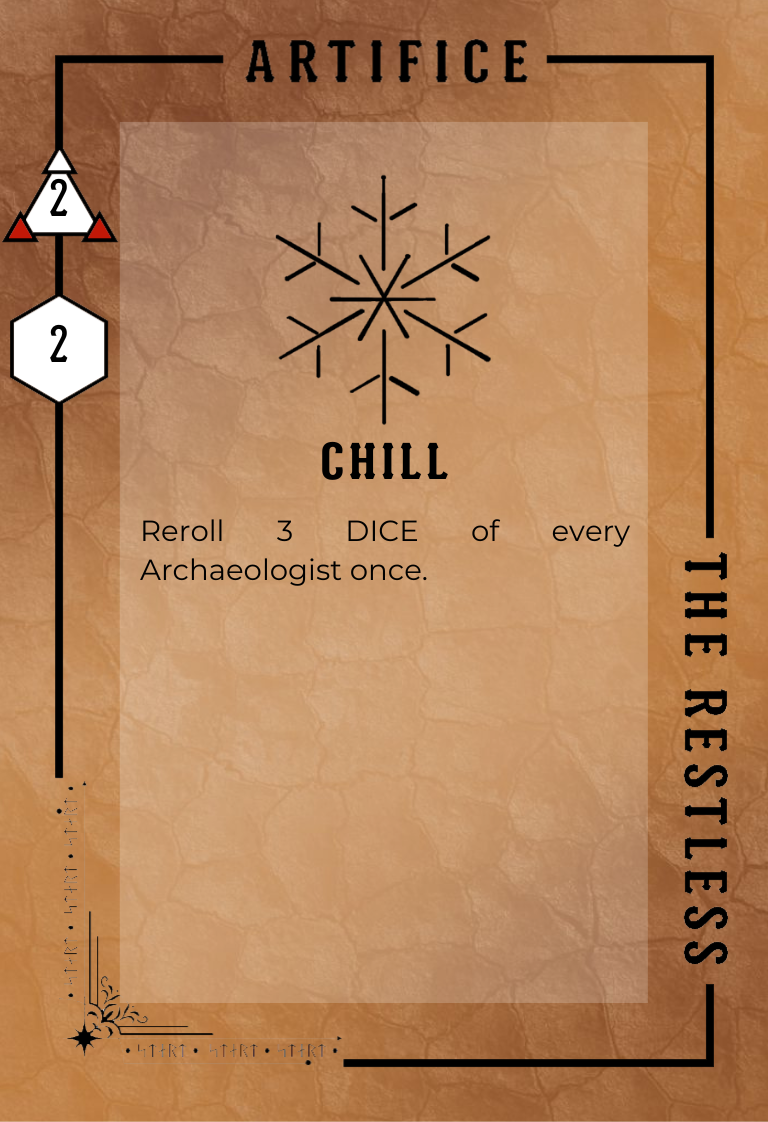 ARTIFICE
2
2
CHILL
Reroll 3 DICE of every
Archaeologist once.
THE RESTLESS